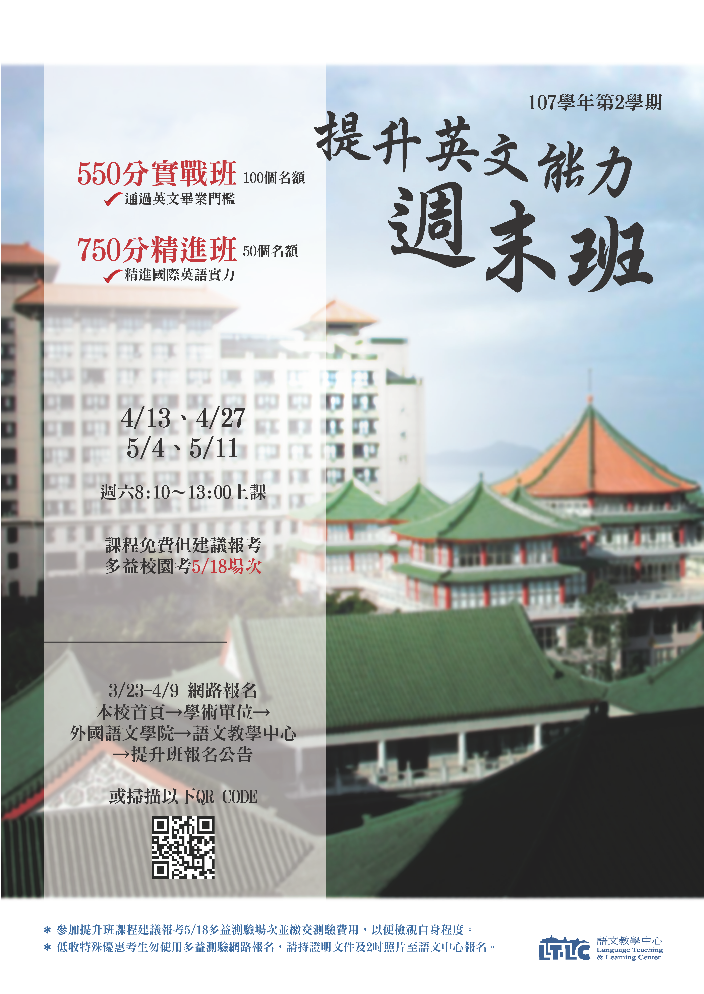 107學年第2學期
提升英文能力
週末班
550分實戰班 100個名額
通過英文畢業門檻
750分精進班 50個名額
精進國際英語實力
4/13、4/27
5/4、5/11
週六8:10~13:00上課
課程免費但建議報考
多益校園考5/18場次
3/23-4/9 網路報名
本校首頁→學術單位→
外國語文學院→語文教學中心
→提升班報名公告
或掃描以下QR CODE
* 參加提升班課程建議報考5/18多益測驗場次並繳交測驗費用，以便檢視自身程度。
* 低收特殊優惠考生勿使用多益測驗網路報名，請持證明文件及2吋照片至語文中心報名。
LTLC 語文教學中心
Language Teaching
& Learning Center